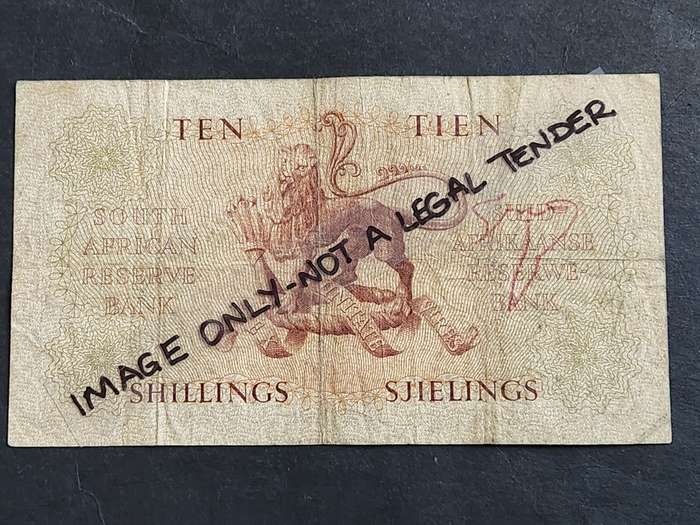 TEN TIEN
SOUTH
AFRICAN
RESERVE
BANK
SUID-
AFRIKAANSE
RESERWE-
BANK
SHILLINGS SJIELINGS
IMAGE ONLY-NOT A LEGAL TENDER